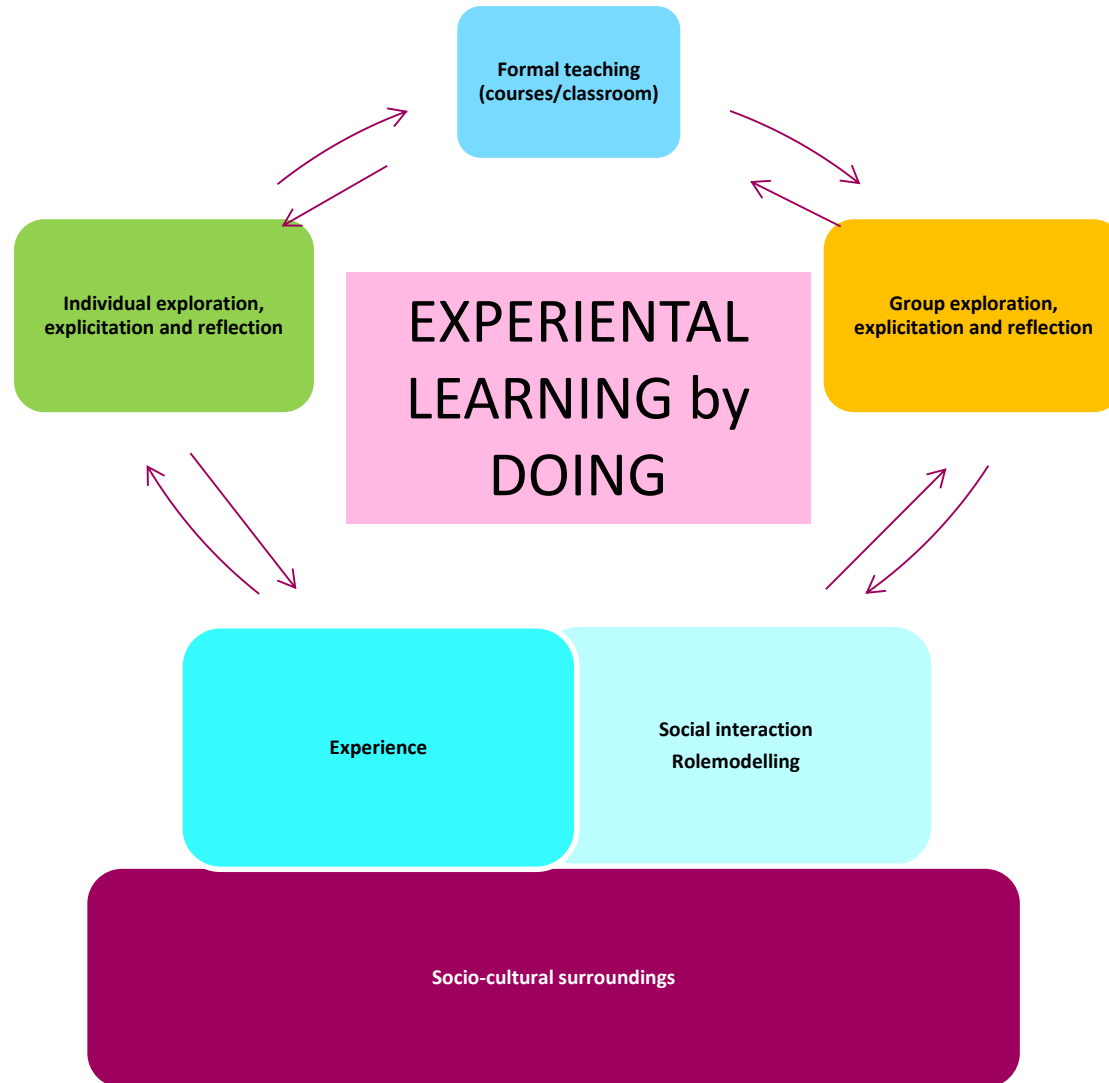 Formal teaching
(courses/classroom)
Individual exploration,
explicitation and reflection
EXPERIENTAL
LEARNING by
DOING
Group exploration,
explicitation and reflection
Experience
Social interaction
Rolemodelling
Socio-cultural surroundings